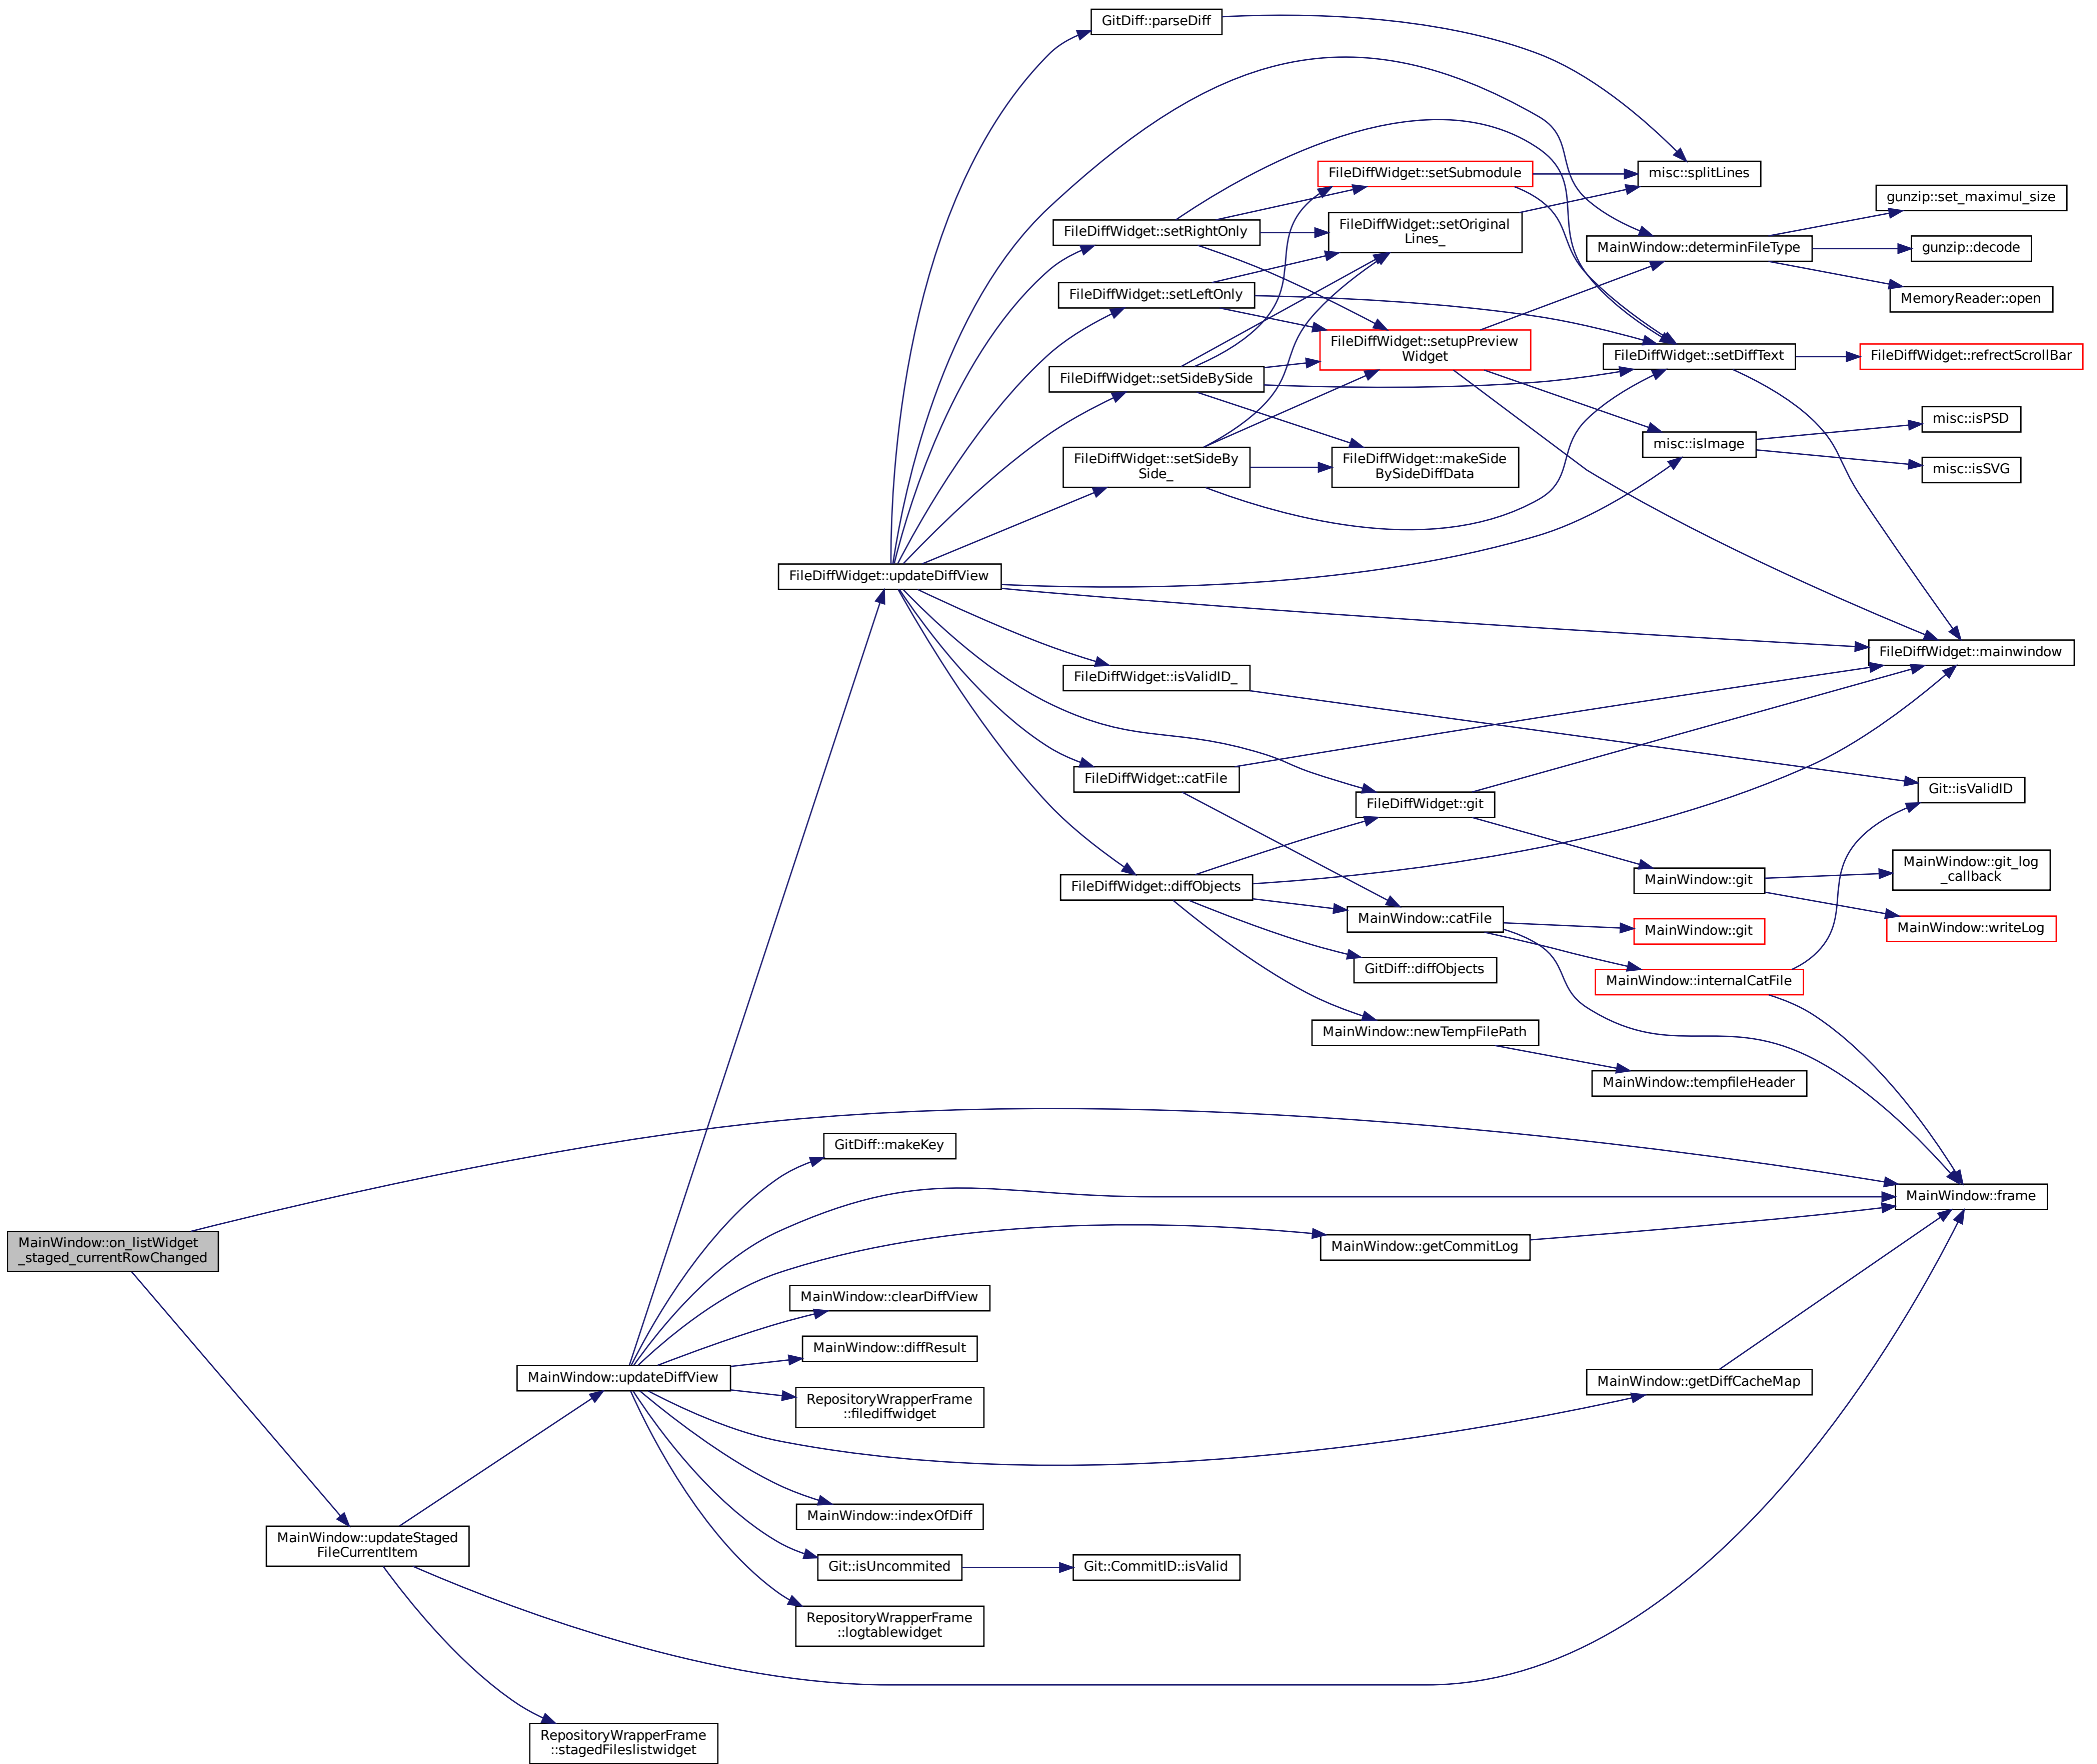 GitDiff::parseDiff
FileDiffWidget::setSubmodule
misc::splitLines
gunzip::set_maximul_size
FileDiffWidget::setRightOnly
FileDiffWidget::setOriginal
Lines_
MainWindow::determinFileType
gunzip::decode
FileDiffWidget::setLeftOnly
MemoryReader::open
FileDiffWidget::setupPreview
Widget
FileDiffWidget::setDiffText
FileDiffWidget::refrectScrollBar
FileDiffWidget::setSideBySide
misc::isPSD
FileDiffWidget::setSideBy
Side_
FileDiffWidget::makeSide
BySideDiffData
misc::isImage
misc::isSVG
FileDiffWidget::updateDiffView
FileDiffWidget::mainwindow
FileDiffWidget::isValidID_
FileDiffWidget::catFile
Git::isValidID
FileDiffWidget::git
FileDiffWidget::diffObjects
MainWindow::git
MainWindow::git_log
_callback
MainWindow::catFile
MainWindow::git
MainWindow::writeLog
GitDiff::diffObjects
MainWindow::internalCatFile
MainWindow::newTempFilePath
MainWindow::tempfileHeader
GitDiff::makeKey
MainWindow::frame
MainWindow::on_listWidget
_staged_currentRowChanged
MainWindow::getCommitLog
MainWindow::clearDiffView
MainWindow::diffResult
MainWindow::updateDiffView
MainWindow::getDiffCacheMap
RepositoryWrapperFrame
::filediffwidget
MainWindow::indexOfDiff
MainWindow::updateStaged
FileCurrentItem
Git::isUncommited
Git::CommitID::isValid
RepositoryWrapperFrame
::logtablewidget
RepositoryWrapperFrame
::stagedFileslistwidget